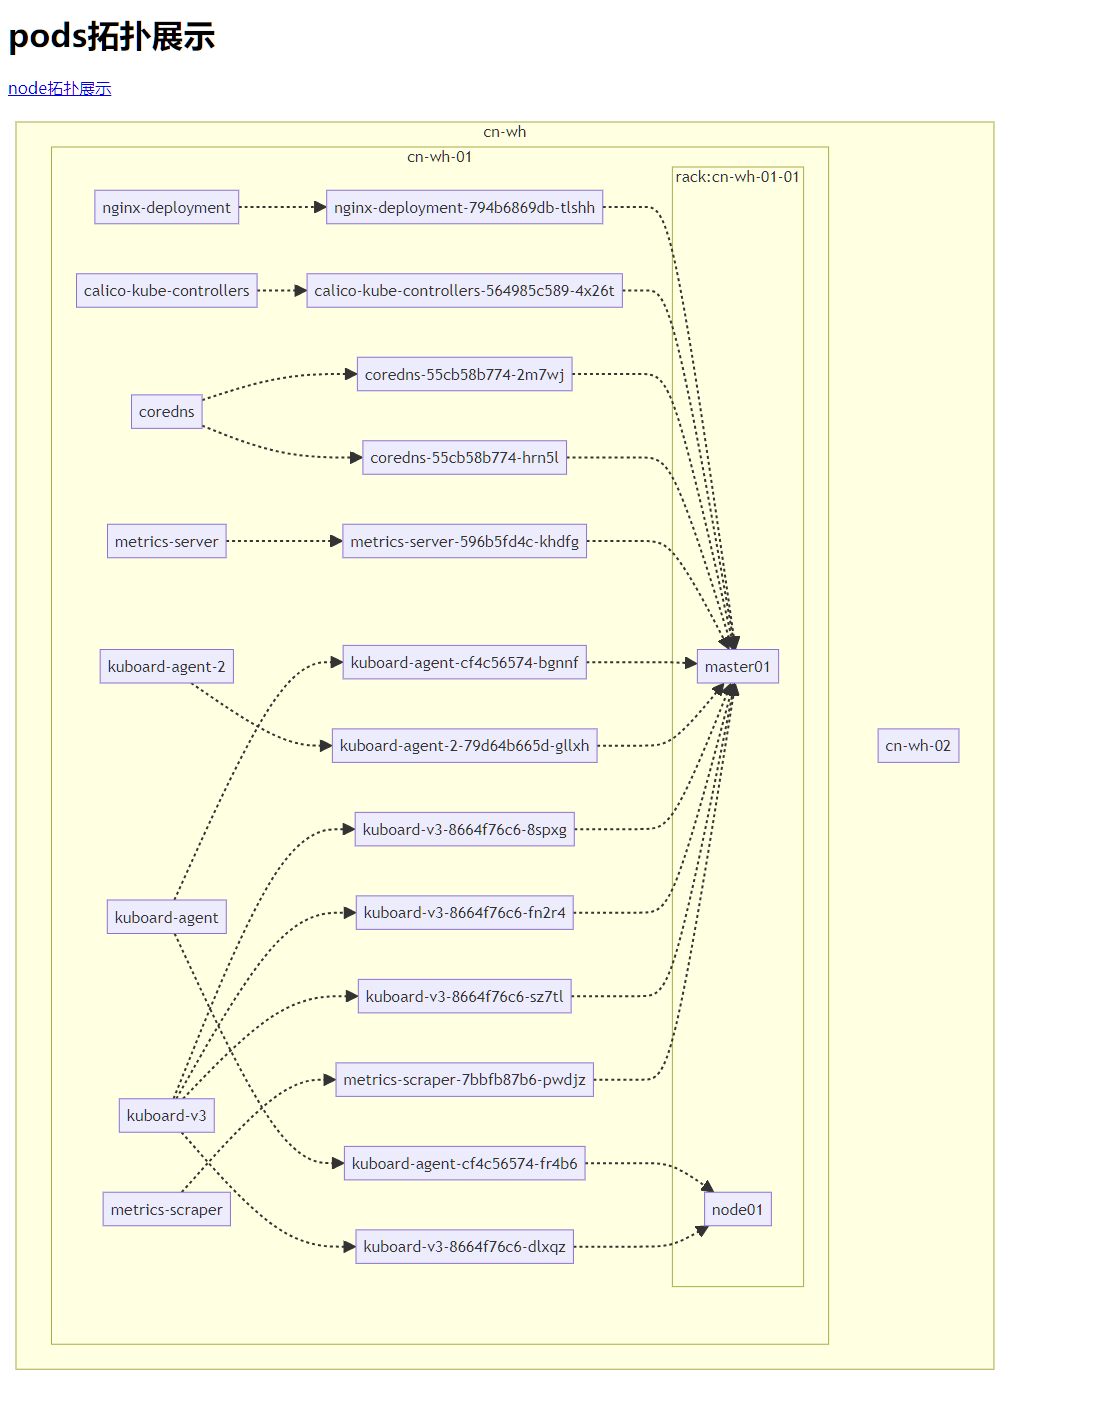 pods拓扑展示
node拓扑展示
cn-wh
cn-wh-01
rack:cn-wh-01-01
nginx-deployment
nginx-deployment-794b6869db-tlshh
calico-kube-controllers
calico-kube-controllers-564985c589-4x26t
coredns-55cb58b774-2m7wj
coredns
coredns-55cb58b774-hrn5l
metrics-server
metrics-server-596b5fd4c-khdfg
kuboard-agent-2
kuboard-agent-cf4c56574-bgnnf
master01
kuboard-agent-2-79d64b665d-gllxh
cn-wh-02
kuboard-v3-8664f76c6-8spxg
kuboard-agent
kuboard-v3-8664f76c6-fn2r4
kuboard-v3-8664f76c6-sz7tl
metrics-scraper-7bbfb87b6-pwdjz
kuboard-v3
kuboard-agent-cf4c56574-fr4b6
metrics-scraper
node01
kuboard-v3-8664f76c6-dlxqz